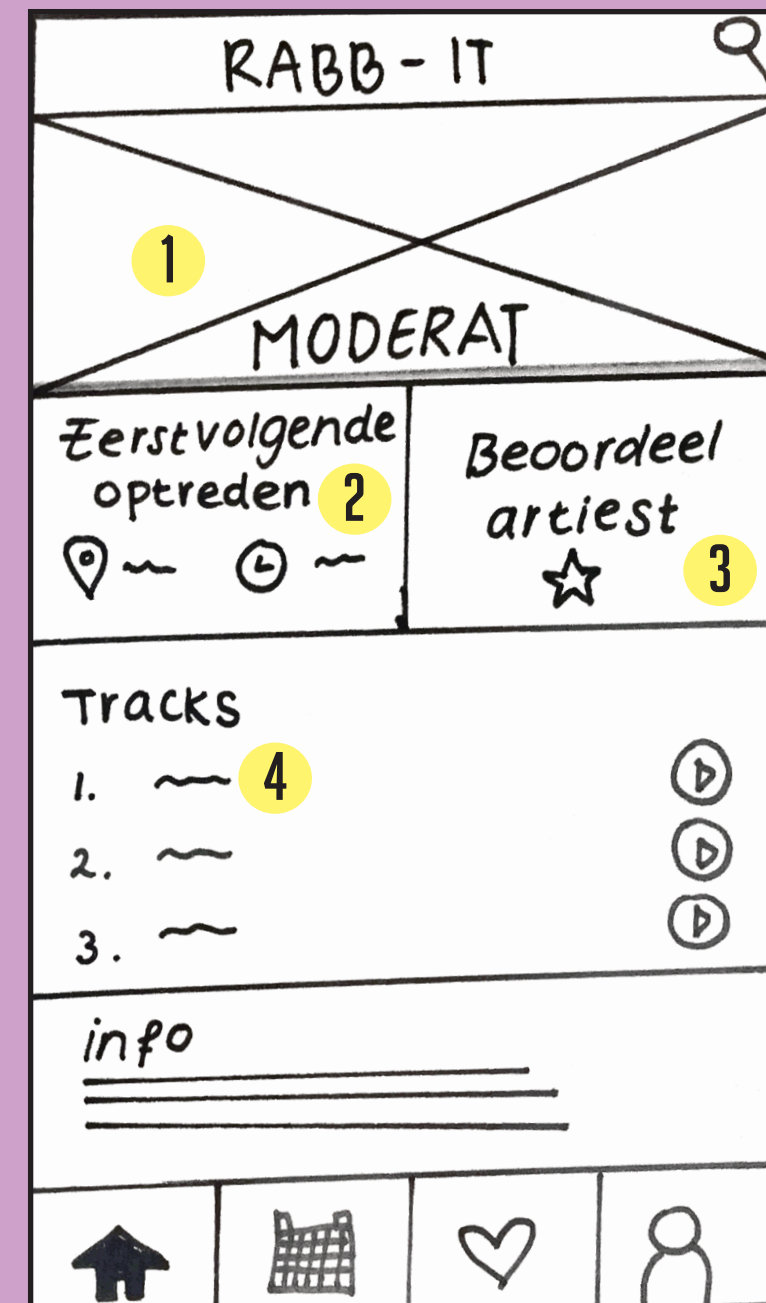 RABB-IT
1
MODERAT
Eerstvolgende
optreden 2
Beoordeel
artiest
3
Tracks
1. 4
2.
3.
info